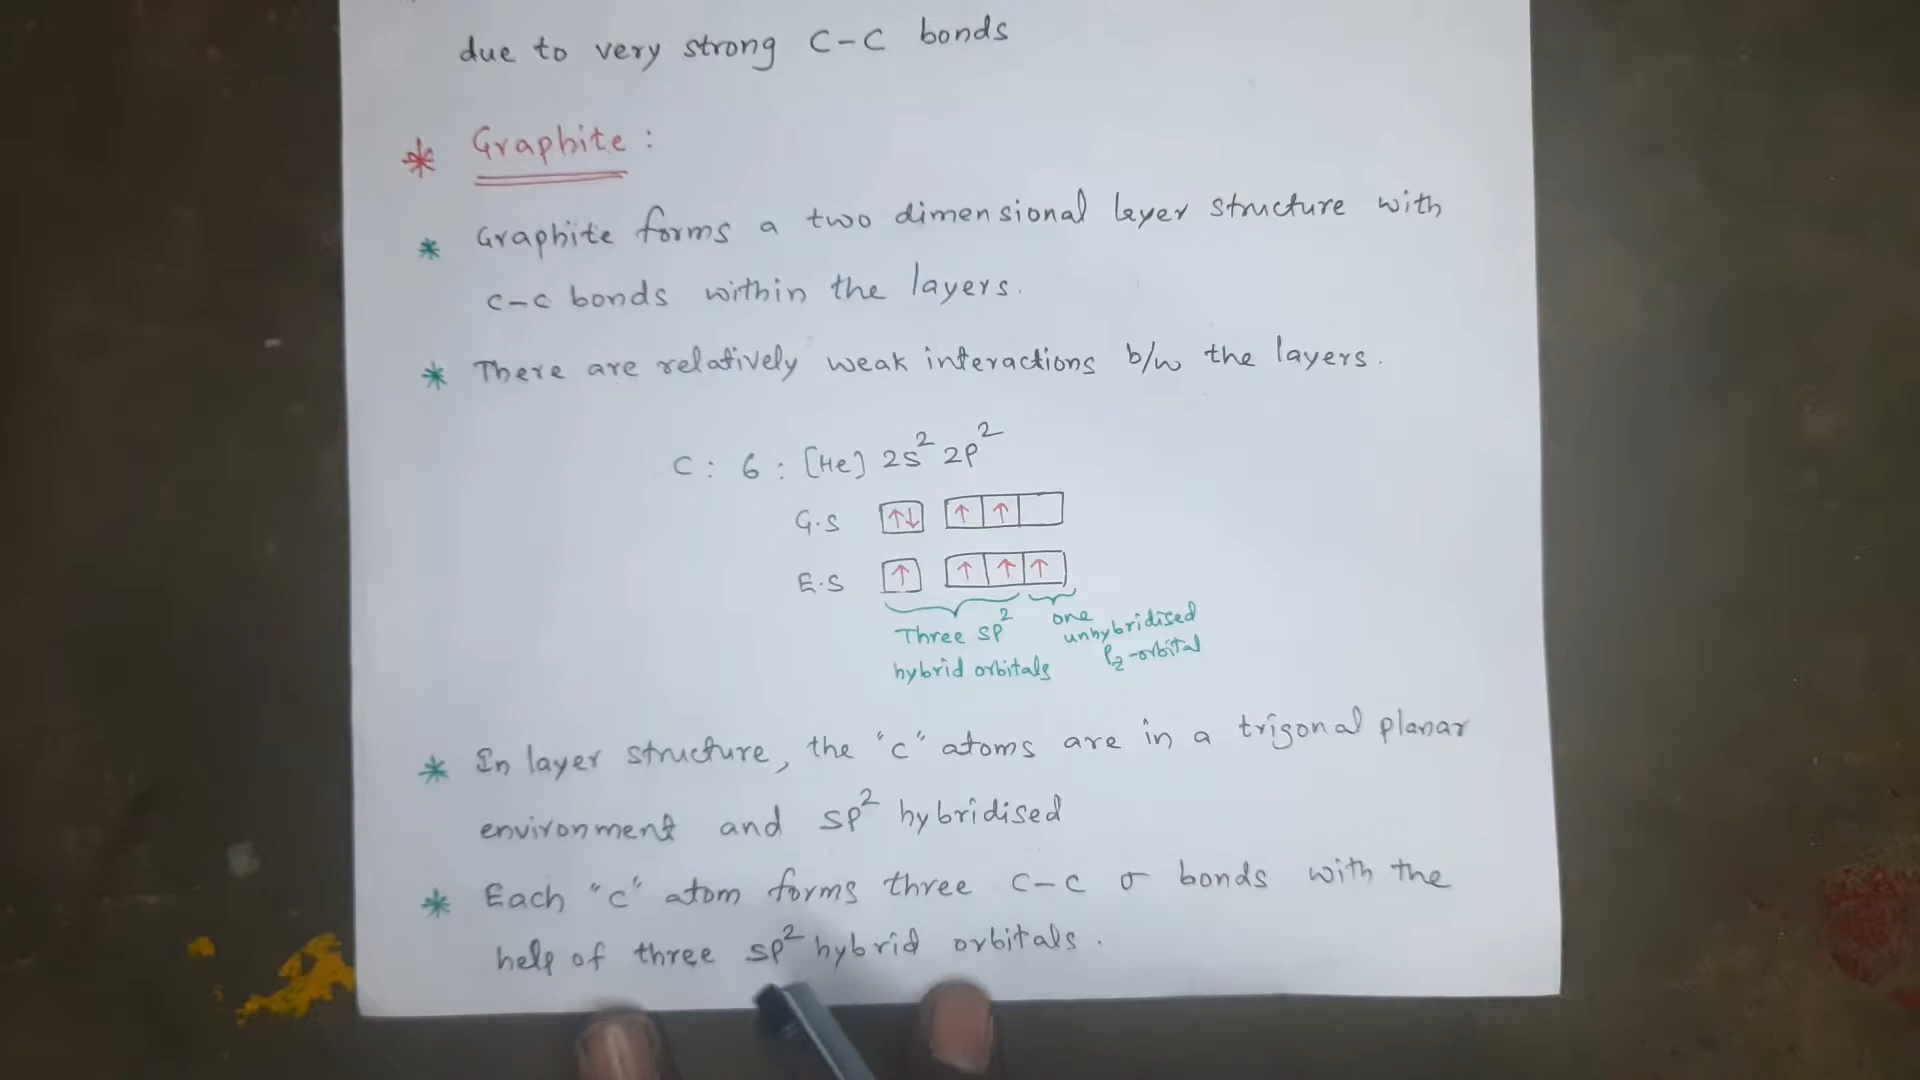 due to very strong C-C bonds
* Graphite :
* Graphite forms a two dimensional layer structure with
C-C bonds within the layers.
* There are relatively weak interactions b/w the layers.
C : 6 : [He] 2s² 2p²
G.S ↑↓ ↑ ↑
E.S ↑ ↑ ↑ ↑
Three sp²
hybrid orbitals
one
unhybridised
Pz-orbital
* In layer structure, the "c" atoms are in a trigonal planar
environment and sp² hybridised
* Each "c" atom forms three C-C σ bonds with the
help of three sp² hybrid orbitals.